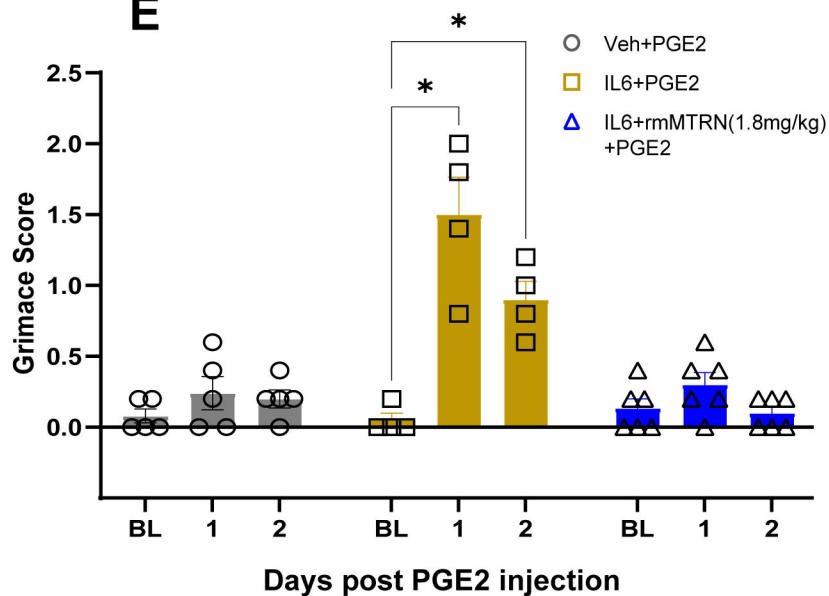 E
Veh+PGE2
IL6+PGE2
IL6+rmMTRN(1.8mg/kg)
+PGE2
*
*
Grimace Score
2.5
2.0
1.5
1.0
0.5
0.0
BL 1 2 BL 1 2 BL 1 2
Days post PGE2 injection